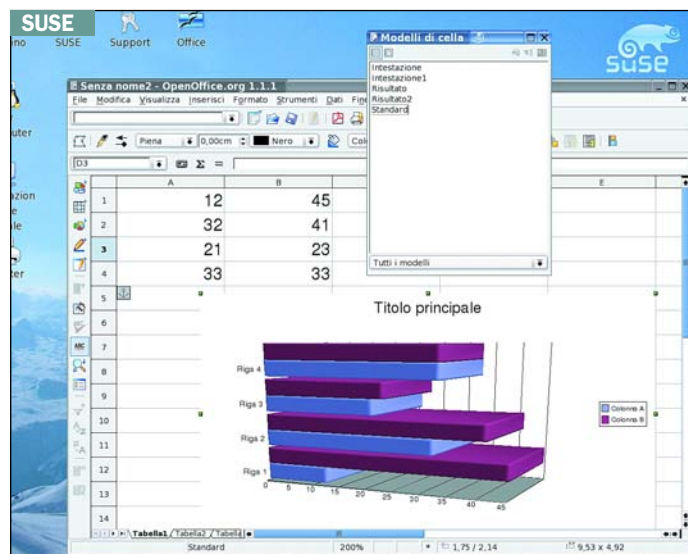 SUSE
ino SUSE Support Office
suse
Modelli di cella
Intestazione
Intestazione1
Risultato
Risultato2
Standard
Tutti i modelli
Senza nome2 - OpenOffice.org 1.1.1
File Modifica Visualizza Inserisci Formato Strumenti Dati
Piena 0,00cm Nero
D3 Σ =
A B E
1 12 45
2 32 41
3 21 23
4 33 33
5
6
7
8
9
10
11
12
13
14
Titolo principale
Riga 4
Riga 3
Riga 2
Riga 1
0 5 10 15 20 25 30 35 40 45
Colonna A
Colonna B
Tabella1 Tabella2 Tabella
Standard 200% * 1,75 / 2,14 9,53 x 4,92